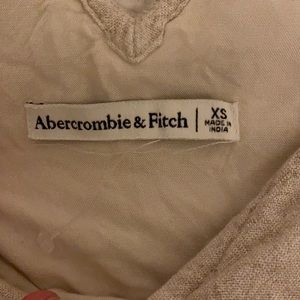 Abercrombie & Fitch
XS
MADE IN
INDIA